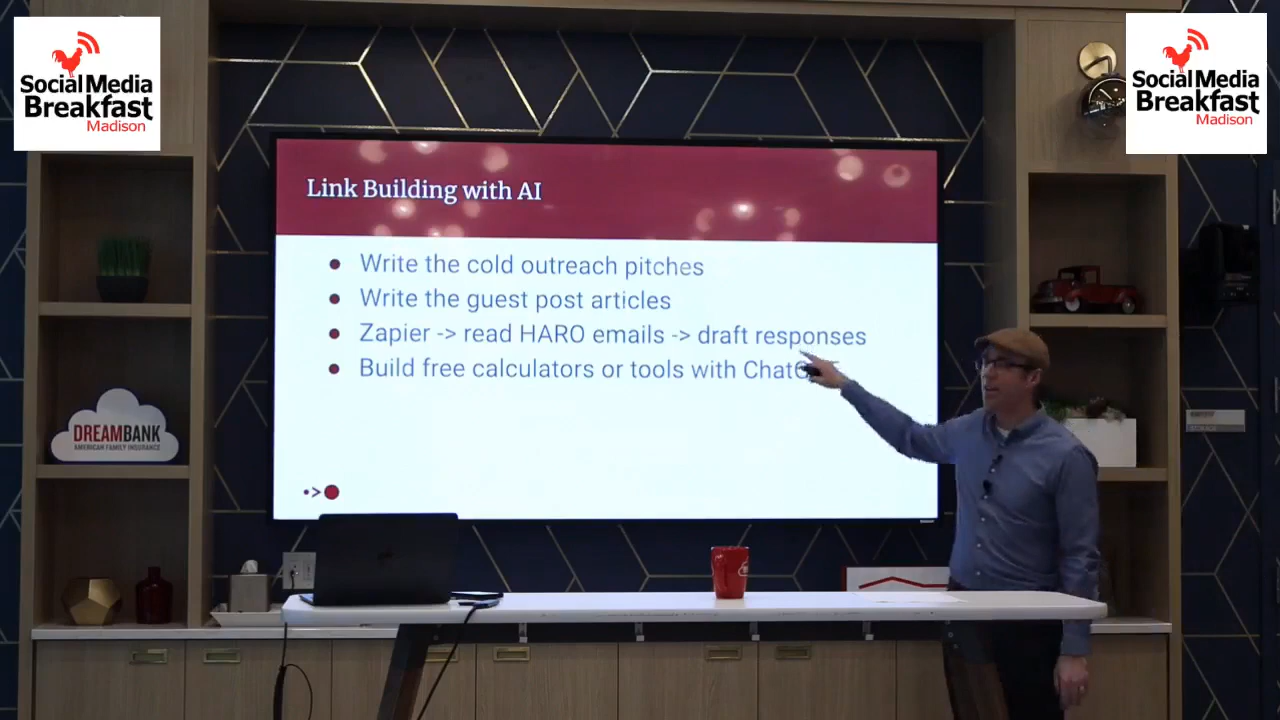 Social Media
Breakfast
Madison
Social Media
Breakfast
Madison
Link Building with AI
Write the cold outreach pitches
Write the guest post articles
Zapier -> read HARO emails -> draft responses
Build free calculators or tools with
DREAMBANK
AMERICAN FAMILY INSURANCE